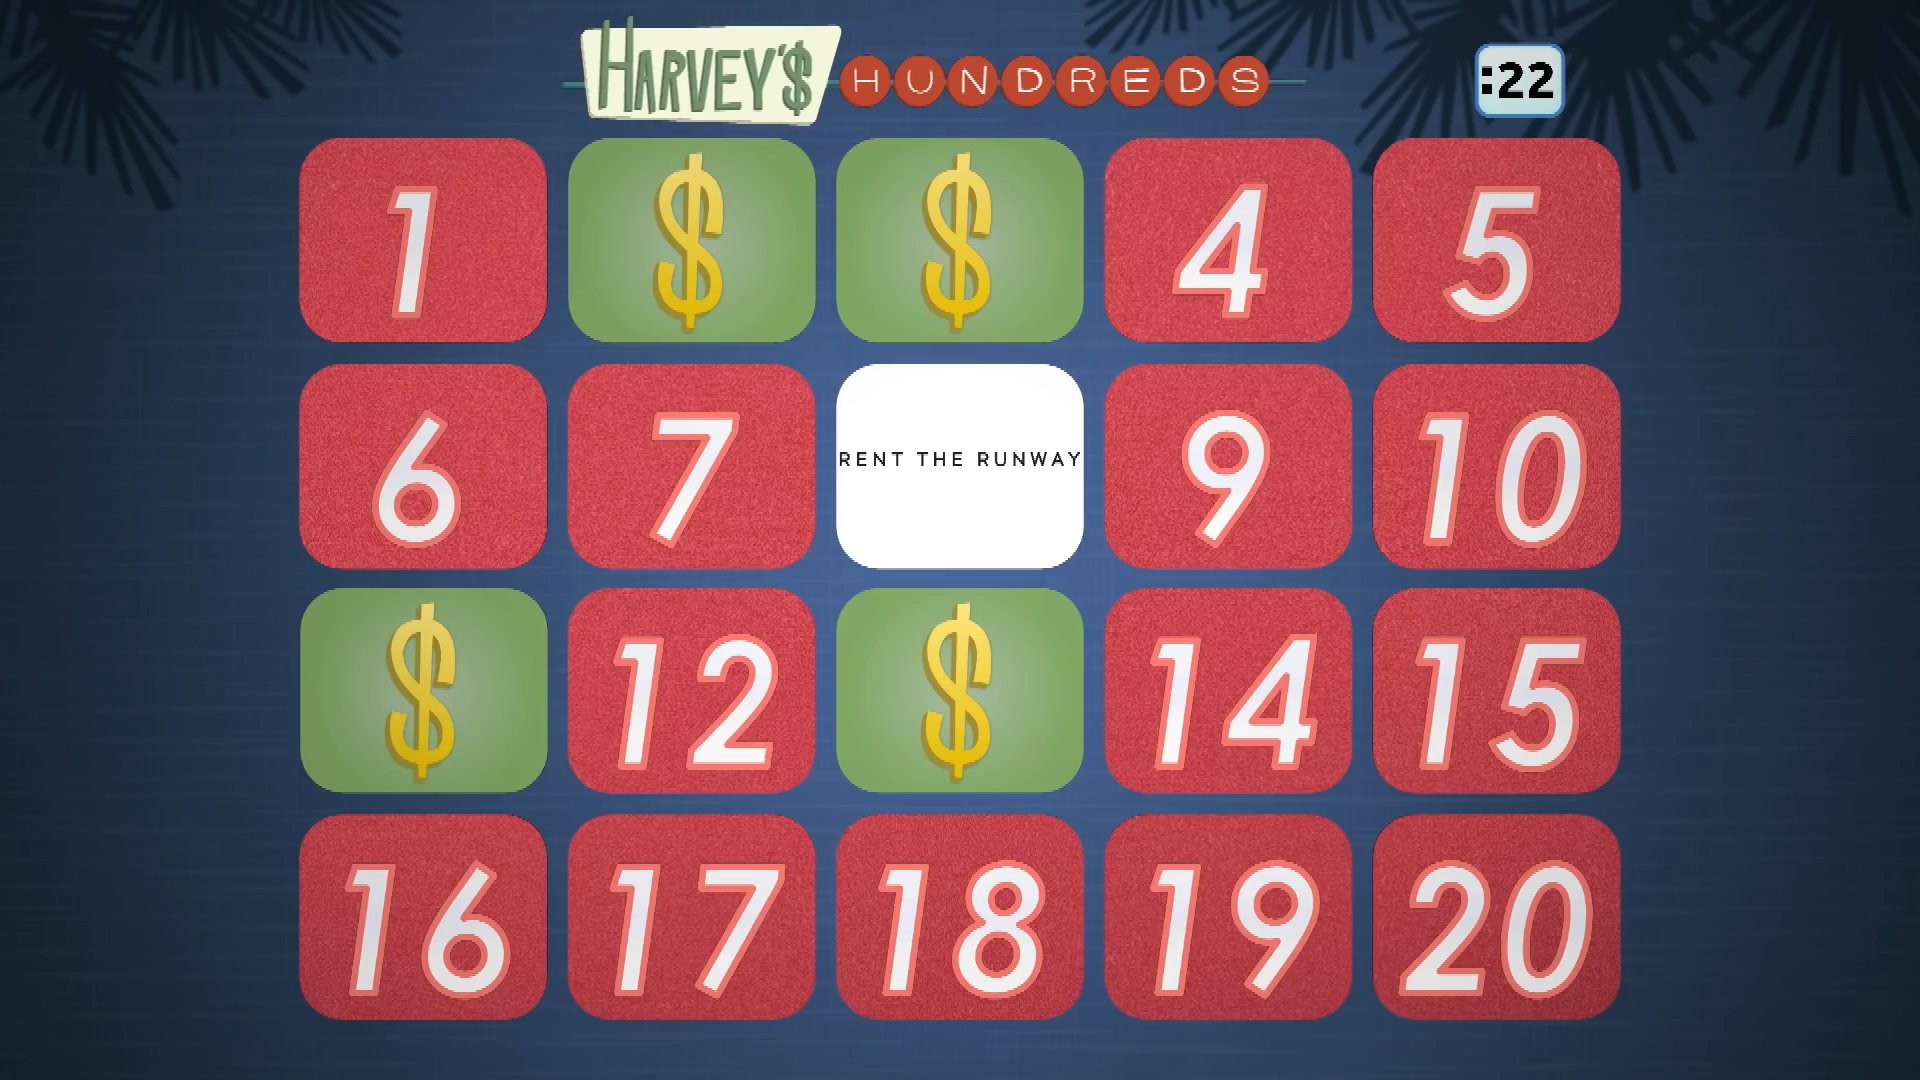 HARVEY'$ HUNDREDS :22
1 $ $ 4 5
6 7 RENT THE RUNWAY 9 10
$ 12 $ 14 15
16 17 18 19 20